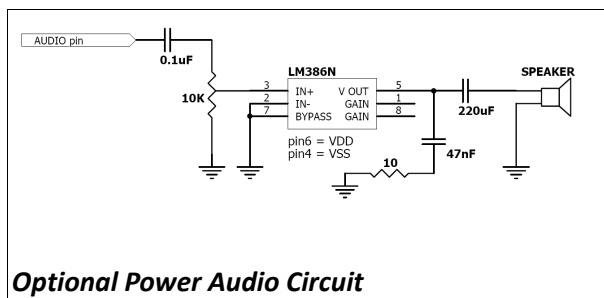 AUDIO pin
0.1uF
10K
LM386N
3 IN+ V OUT 5
2 IN- GAIN 1
7 BYPASS GAIN 8
pin6 = VDD
pin4 = VSS
220uF
SPEAKER
47nF
10
Optional Power Audio Circuit